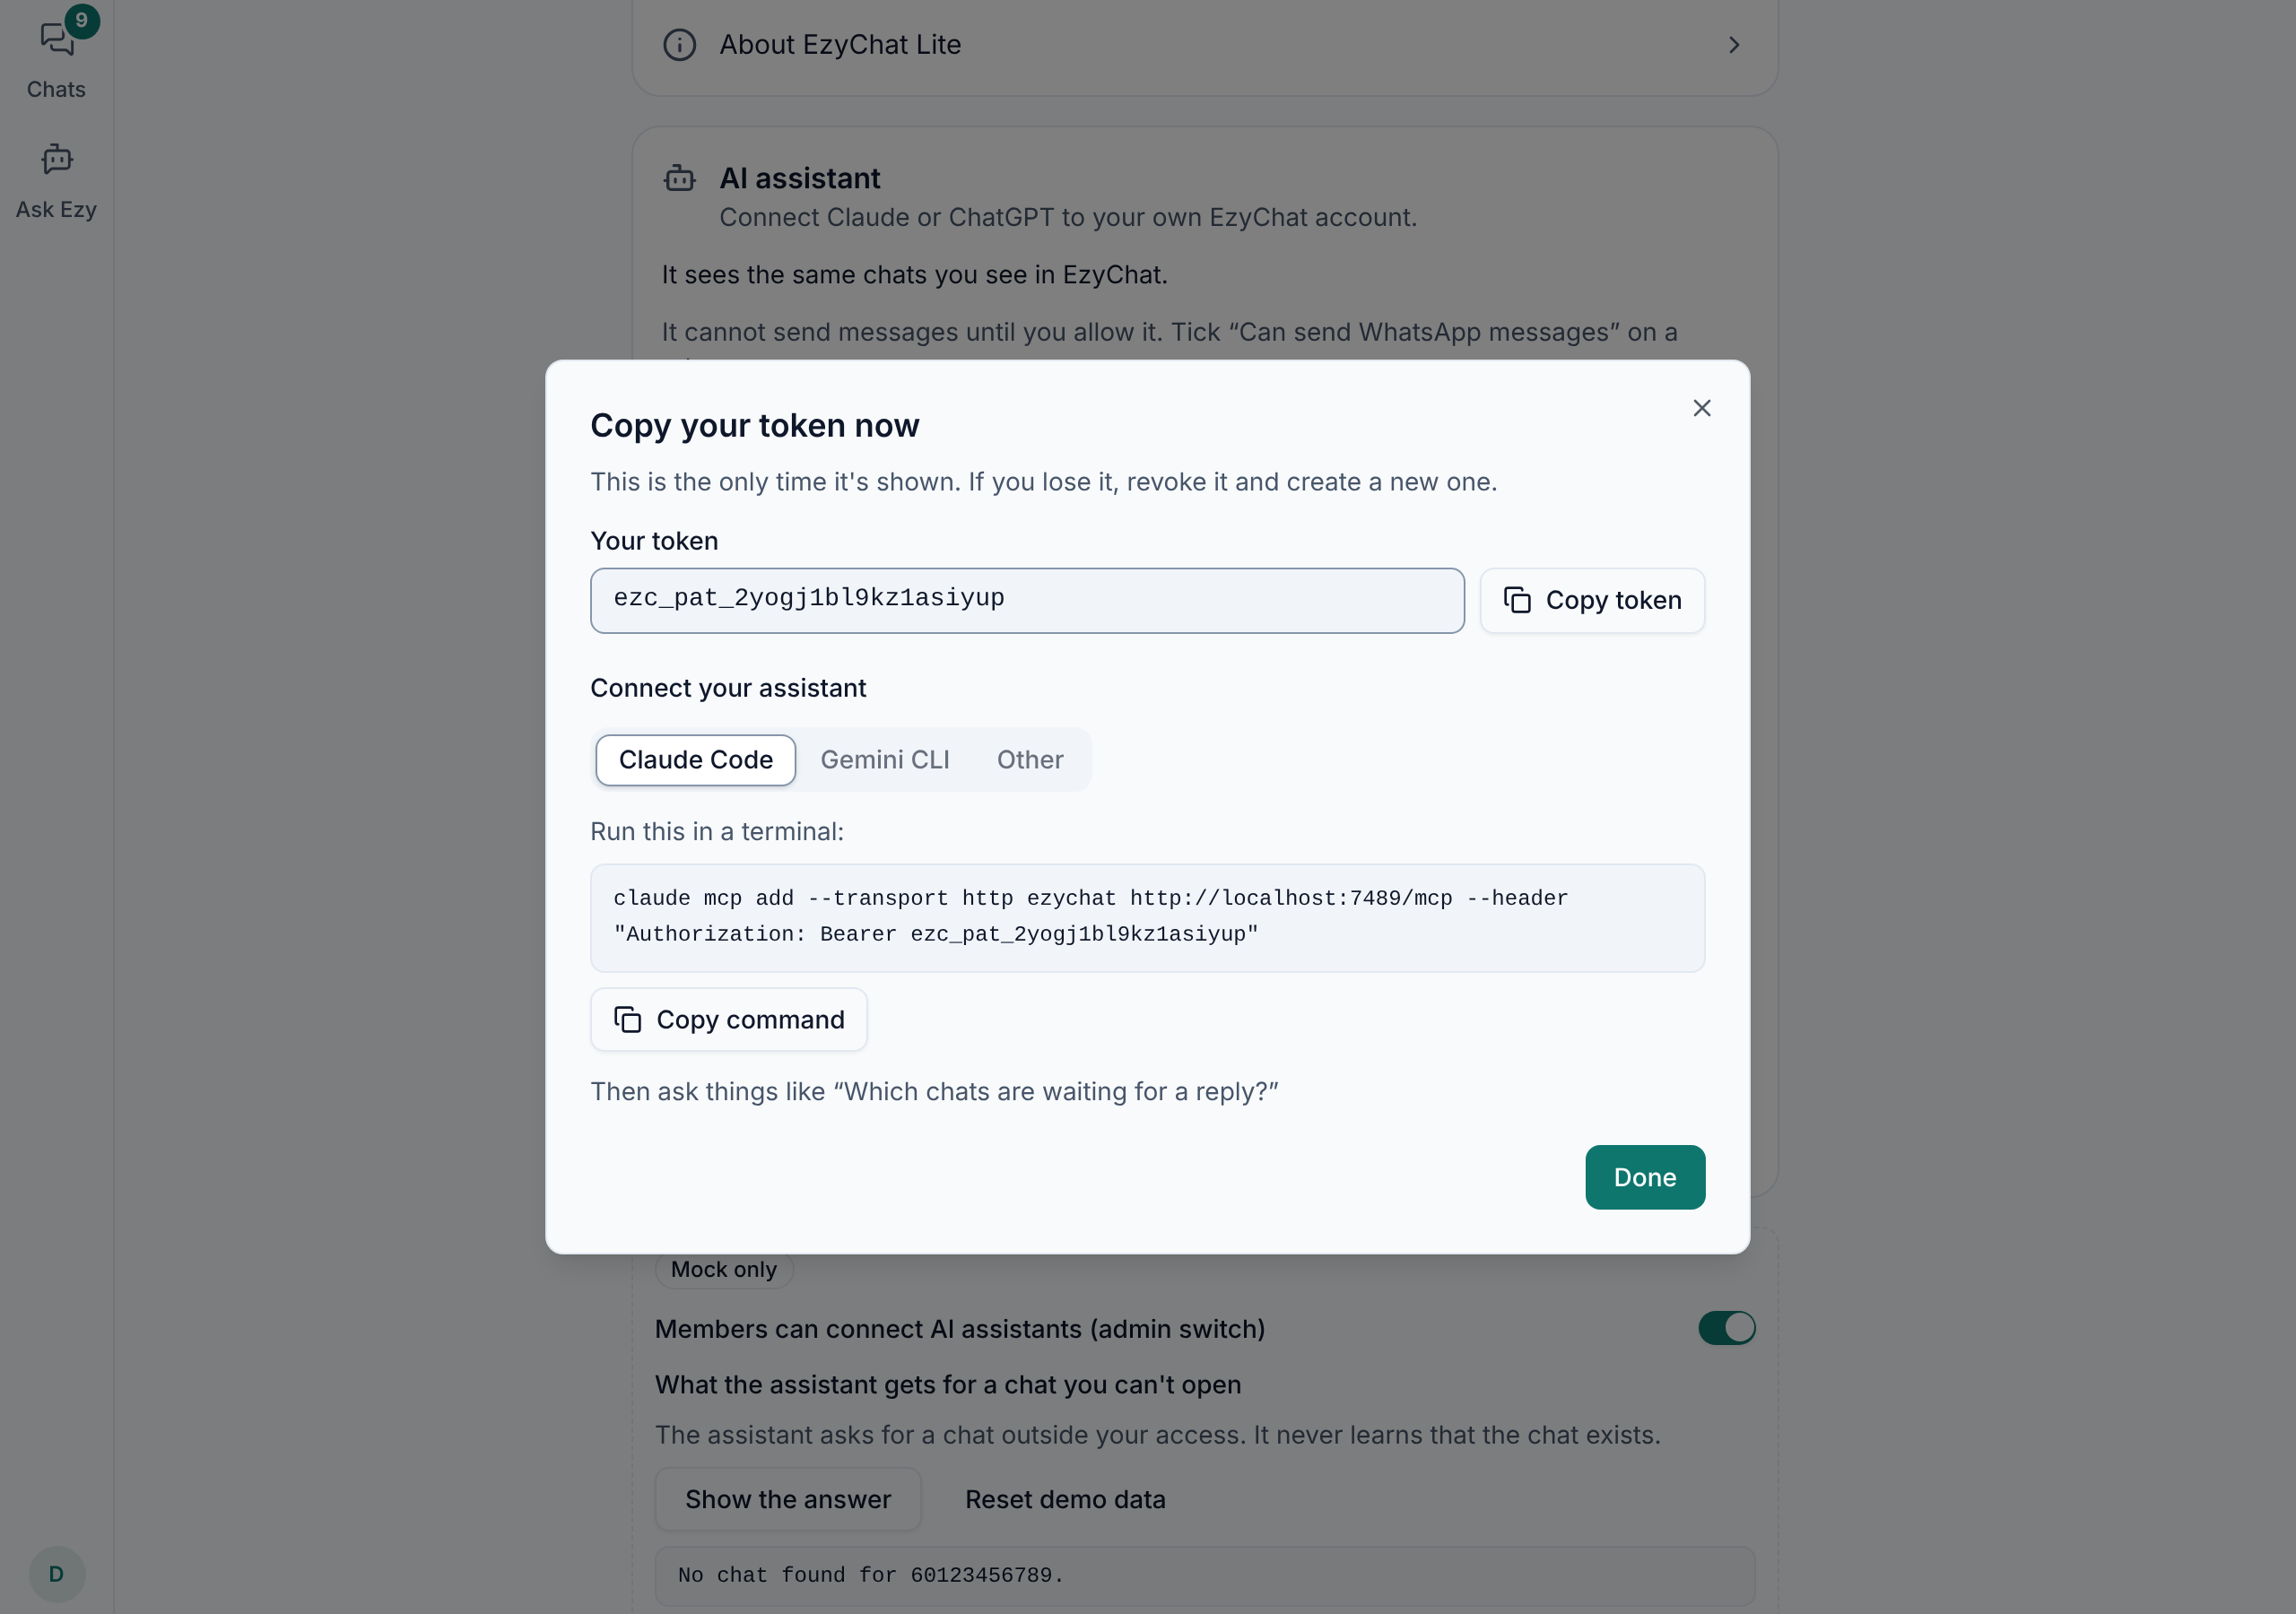 9
Chats
Ask Ezy
About EzyChat Lite
AI assistant
Connect Claude or ChatGPT to your own EzyChat account.
It sees the same chats you see in EzyChat.
It cannot send messages until you allow it. Tick “Can send WhatsApp messages” on a
Copy your token now
This is the only time it's shown. If you lose it, revoke it and create a new one.
Your token
ezc_pat_2yogj1bl9kz1asiyup
Copy token
Connect your assistant
Claude Code
Gemini CLI
Other
Run this in a terminal:
claude mcp add --transport http ezychat http://localhost:7489/mcp --header
"Authorization: Bearer ezc_pat_2yogj1bl9kz1asiyup"
Copy command
Then ask things like “Which chats are waiting for a reply?”
Done
Mock only
Members can connect AI assistants (admin switch)
What the assistant gets for a chat you can't open
The assistant asks for a chat outside your access. It never learns that the chat exists.
Show the answer
Reset demo data
No chat found for 60123456789.
D